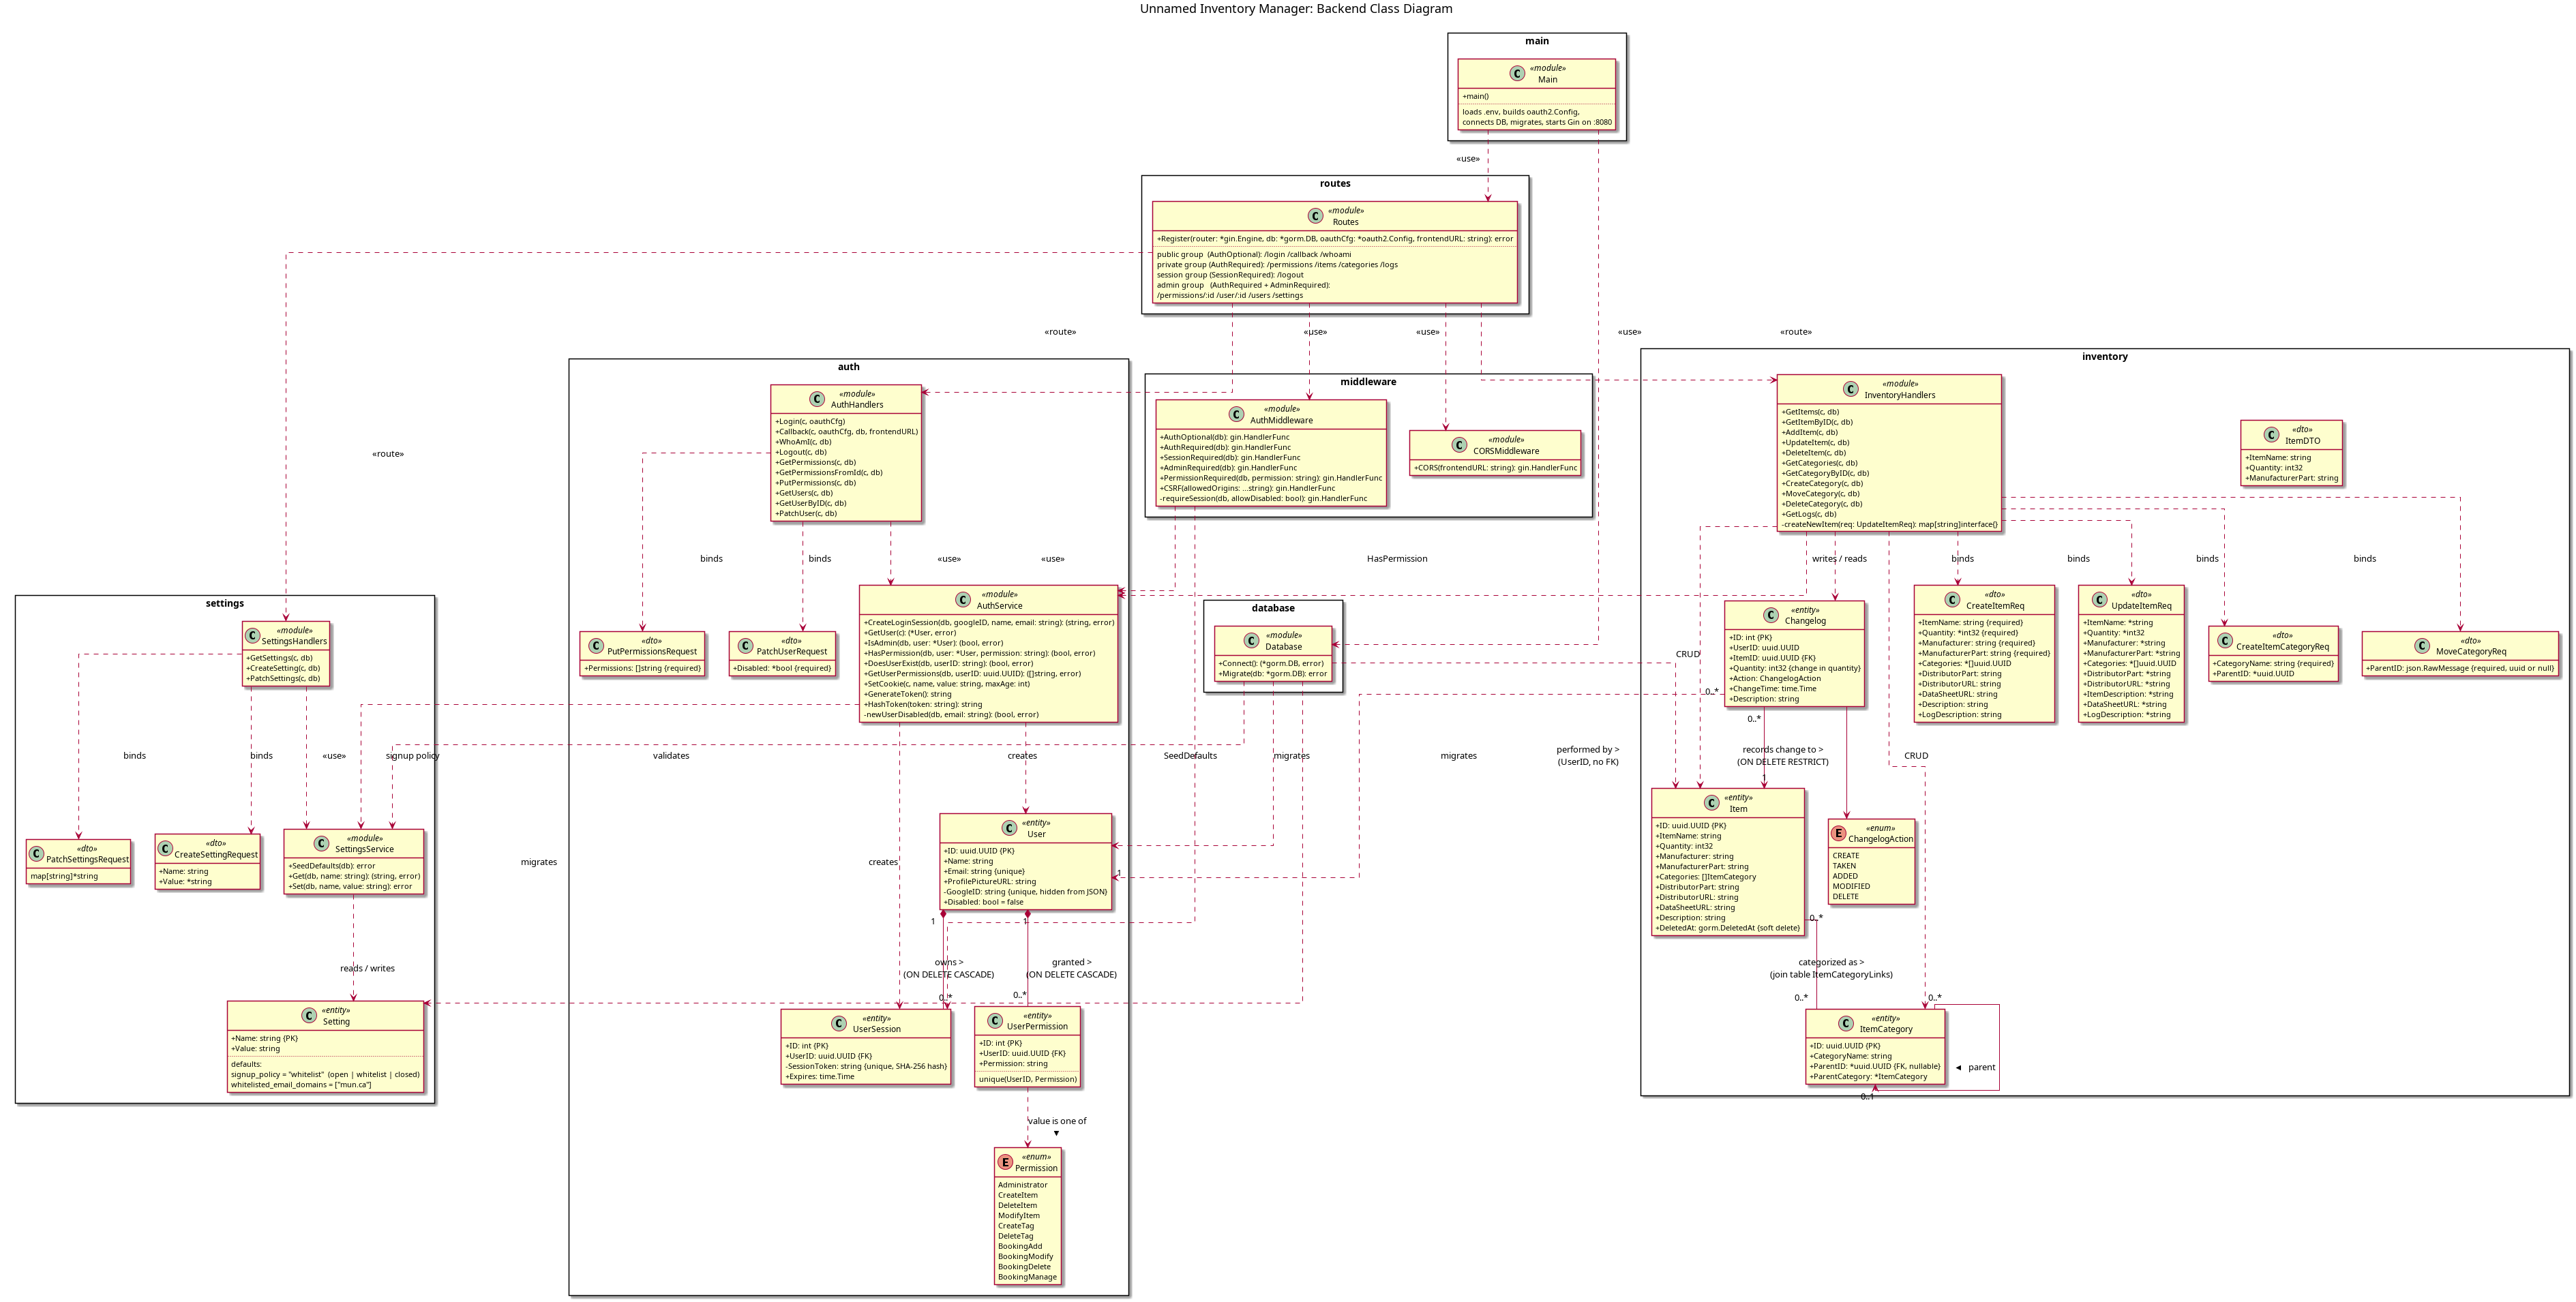 Unnamed Inventory Manager: Backend Class Diagram
main
«module»
Main
+main()
loads .env, builds oauth2.Config,
connects DB, migrates, starts Gin on :8080
«use»
routes
«module»
Routes
+Register(router: *gin.Engine, db: *gorm.DB, oauthCfg: *oauth2.Config, frontendURL: string): error
public group  (AuthOptional): /login /callback /whoami
private group (AuthRequired): /permissions /items /categories /logs
session group (SessionRequired): /logout
admin group   (AuthRequired + AdminRequired):
/permissions/:id /user/:id /users /settings
«route»
«use»
«use»
«use»
«route»
«route»
auth
«module»
AuthHandlers
+Login(c, oauthCfg)
+Callback(c, oauthCfg, db, frontendURL)
+WhoAmI(c, db)
+Logout(c, db)
+GetPermissions(c, db)
+GetPermissionsFromId(c, db)
+PutPermissions(c, db)
+GetUsers(c, db)
+GetUserByID(c, db)
+PatchUser(c, db)
middleware
«module»
AuthMiddleware
+AuthOptional(db): gin.HandlerFunc
+AuthRequired(db): gin.HandlerFunc
+SessionRequired(db): gin.HandlerFunc
+AdminRequired(db): gin.HandlerFunc
+PermissionRequired(db, permission: string): gin.HandlerFunc
+CSRF(allowedOrigins: ...string): gin.HandlerFunc
-requireSession(db, allowDisabled: bool): gin.HandlerFunc
«module»
CORSMiddleware
+CORS(frontendURL: string): gin.HandlerFunc
inventory
«module»
InventoryHandlers
+GetItems(c, db)
+GetItemByID(c, db)
+AddItem(c, db)
+UpdateItem(c, db)
+DeleteItem(c, db)
+GetCategories(c, db)
+GetCategoryByID(c, db)
+CreateCategory(c, db)
+MoveCategory(c, db)
+DeleteCategory(c, db)
+GetLogs(c, db)
-createNewItem(req: UpdateItemReq): map[string]interface{}
«dto»
ItemDTO
+ItemName: string
+Quantity: int32
+ManufacturerPart: string
binds
binds
«use»
«use»
HasPermission
writes / reads
binds
binds
binds
binds
«dto»
PutPermissionsRequest
+Permissions: []string {required}
«dto»
PatchUserRequest
+Disabled: *bool {required}
«module»
AuthService
+CreateLoginSession(db, googleID, name, email: string): (string, error)
+GetUser(c): (*User, error)
+IsAdmin(db, user: *User): (bool, error)
+HasPermission(db, user: *User, permission: string): (bool, error)
+DoesUserExist(db, userID: string): (bool, error)
+GetUserPermissions(db, userID: uuid.UUID): ([]string, error)
+SetCookie(c, name, value: string, maxAge: int)
+GenerateToken(): string
+HashToken(token: string): string
-newUserDisabled(db, email: string): (bool, error)
database
«module»
Database
+Connect(): (*gorm.DB, error)
+Migrate(db: *gorm.DB): error
CRUD
0..*
«entity»
Changelog
+ID: int {PK}
+UserID: uuid.UUID
+ItemID: uuid.UUID {FK}
+Quantity: int32 {change in quantity}
+Action: ChangelogAction
+ChangeTime: time.Time
+Description: string
«dto»
CreateItemReq
+ItemName: string {required}
+Quantity: *int32 {required}
+Manufacturer: string {required}
+ManufacturerPart: string {required}
+Categories: *[]uuid.UUID
+DistributorPart: string
+DistributorURL: string
+DataSheetURL: string
+Description: string
+LogDescription: string
«dto»
UpdateItemReq
+ItemName: *string
+Quantity: *int32
+Manufacturer: *string
+ManufacturerPart: *string
+Categories: *[]uuid.UUID
+DistributorPart: *string
+DistributorURL: *string
+ItemDescription: *string
+DataSheetURL: *string
+LogDescription: *string
«dto»
CreateItemCategoryReq
+CategoryName: string {required}
+ParentID: *uuid.UUID
«dto»
MoveCategoryReq
+ParentID: json.RawMessage {required, uuid or null}
settings
«module»
SettingsHandlers
+GetSettings(c, db)
+CreateSetting(c, db)
+PatchSettings(c, db)
binds
binds
«use»
signup policy
validates
creates
SeedDefaults
migrates
migrates
performed by >
(UserID, no FK)
0..*
records change to >
(ON DELETE RESTRICT)
1
CRUD
«dto»
PatchSettingsRequest
map[string]*string
«dto»
CreateSettingRequest
+Name: string
+Value: *string
«module»
SettingsService
+SeedDefaults(db): error
+Get(db, name: string): (string, error)
+Set(db, name, value: string): error
migrates
creates
«entity»
User
+ID: uuid.UUID {PK}
+Name: string
+Email: string {unique}
+ProfilePictureURL: string
-GoogleID: string {unique, hidden from JSON}
+Disabled: bool = false
1
«entity»
Item
+ID: uuid.UUID {PK}
+ItemName: string
+Quantity: int32
+Manufacturer: string
+ManufacturerPart: string
+Categories: []ItemCategory
+DistributorPart: string
+DistributorURL: string
+DataSheetURL: string
+Description: string
+DeletedAt: gorm.DeletedAt {soft delete}
«enum»
ChangelogAction
CREATE
TAKEN
ADDED
MODIFIED
DELETE
reads / writes
1
owns >
(ON DELETE CASCADE)
0..*
1
granted >
(ON DELETE CASCADE)
0..*
0..*
categorized as >
(join table ItemCategoryLinks)
0..*
0..*
«entity»
Setting
+Name: string {PK}
+Value: string
defaults:
signup_policy = "whitelist"  (open | whitelist | closed)
whitelisted_email_domains = ["mun.ca"]
«entity»
UserSession
+ID: int {PK}
+UserID: uuid.UUID {FK}
-SessionToken: string {unique, SHA-256 hash}
+Expires: time.Time
«entity»
UserPermission
+ID: int {PK}
+UserID: uuid.UUID {FK}
+Permission: string
unique(UserID, Permission)
«entity»
ItemCategory
+ID: uuid.UUID {PK}
+CategoryName: string
+ParentID: *uuid.UUID {FK, nullable}
+ParentCategory: *ItemCategory
◄ parent
0..1
value is one of
▼
«enum»
Permission
Administrator
CreateItem
DeleteItem
ModifyItem
CreateTag
DeleteTag
BookingAdd
BookingModify
BookingDelete
BookingManage